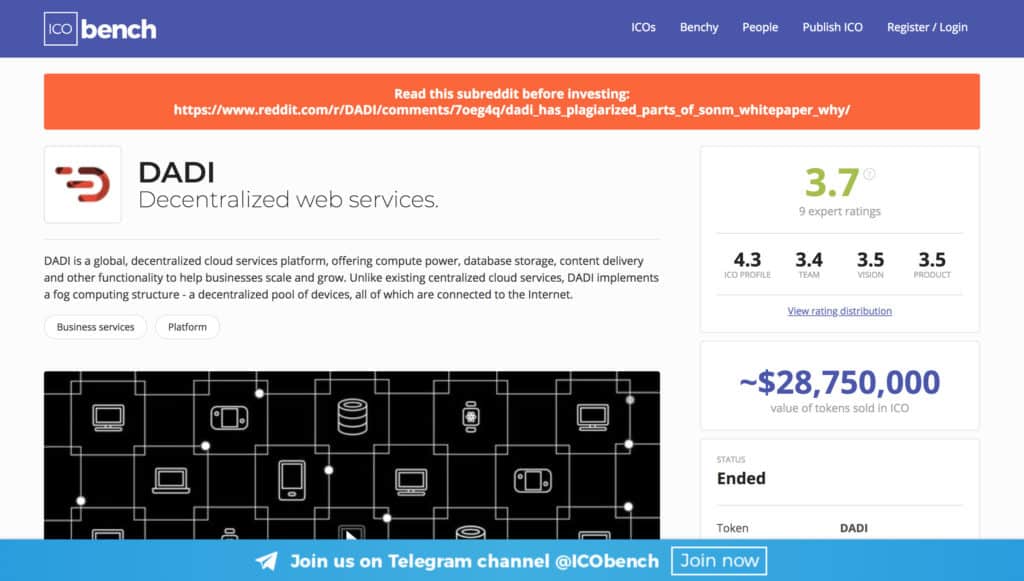 ICO bench
ICOs Benchy People Publish ICO Register / Login
Read this subreddit before investing:
https://www.reddit.com/r/DADI/comments/7oeg4q/dadi_has_plagiarized_parts_of_sonm_whitepaper_why/
DADI
Decentralized web services.
DADI is a global, decentralized cloud services platform, offering compute power, database storage, content delivery
and other functionality to help businesses scale and grow. Unlike existing centralized cloud services, DADI implements
a fog computing structure - a decentralized pool of devices, all of which are connected to the Internet.
Business services Platform
3.7 ?
9 expert ratings
4.3 3.4 3.5 3.5
ICO PROFILE TEAM VISION PRODUCT
View rating distribution
~$28,750,000
value of tokens sold in ICO
STATUS
Ended
Token DADI
Join us on Telegram channel @ICObench Join now